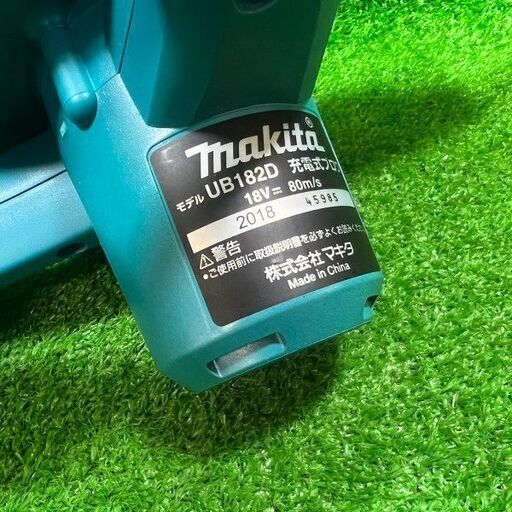 makita®
モデル UB182D 充電式ブロ
18V⎓ 80m/s
2018 45985
⚠警告
●ご使用前に取扱説明書を必ずよくお読みくだ
株式会社 マキタ
Made in China